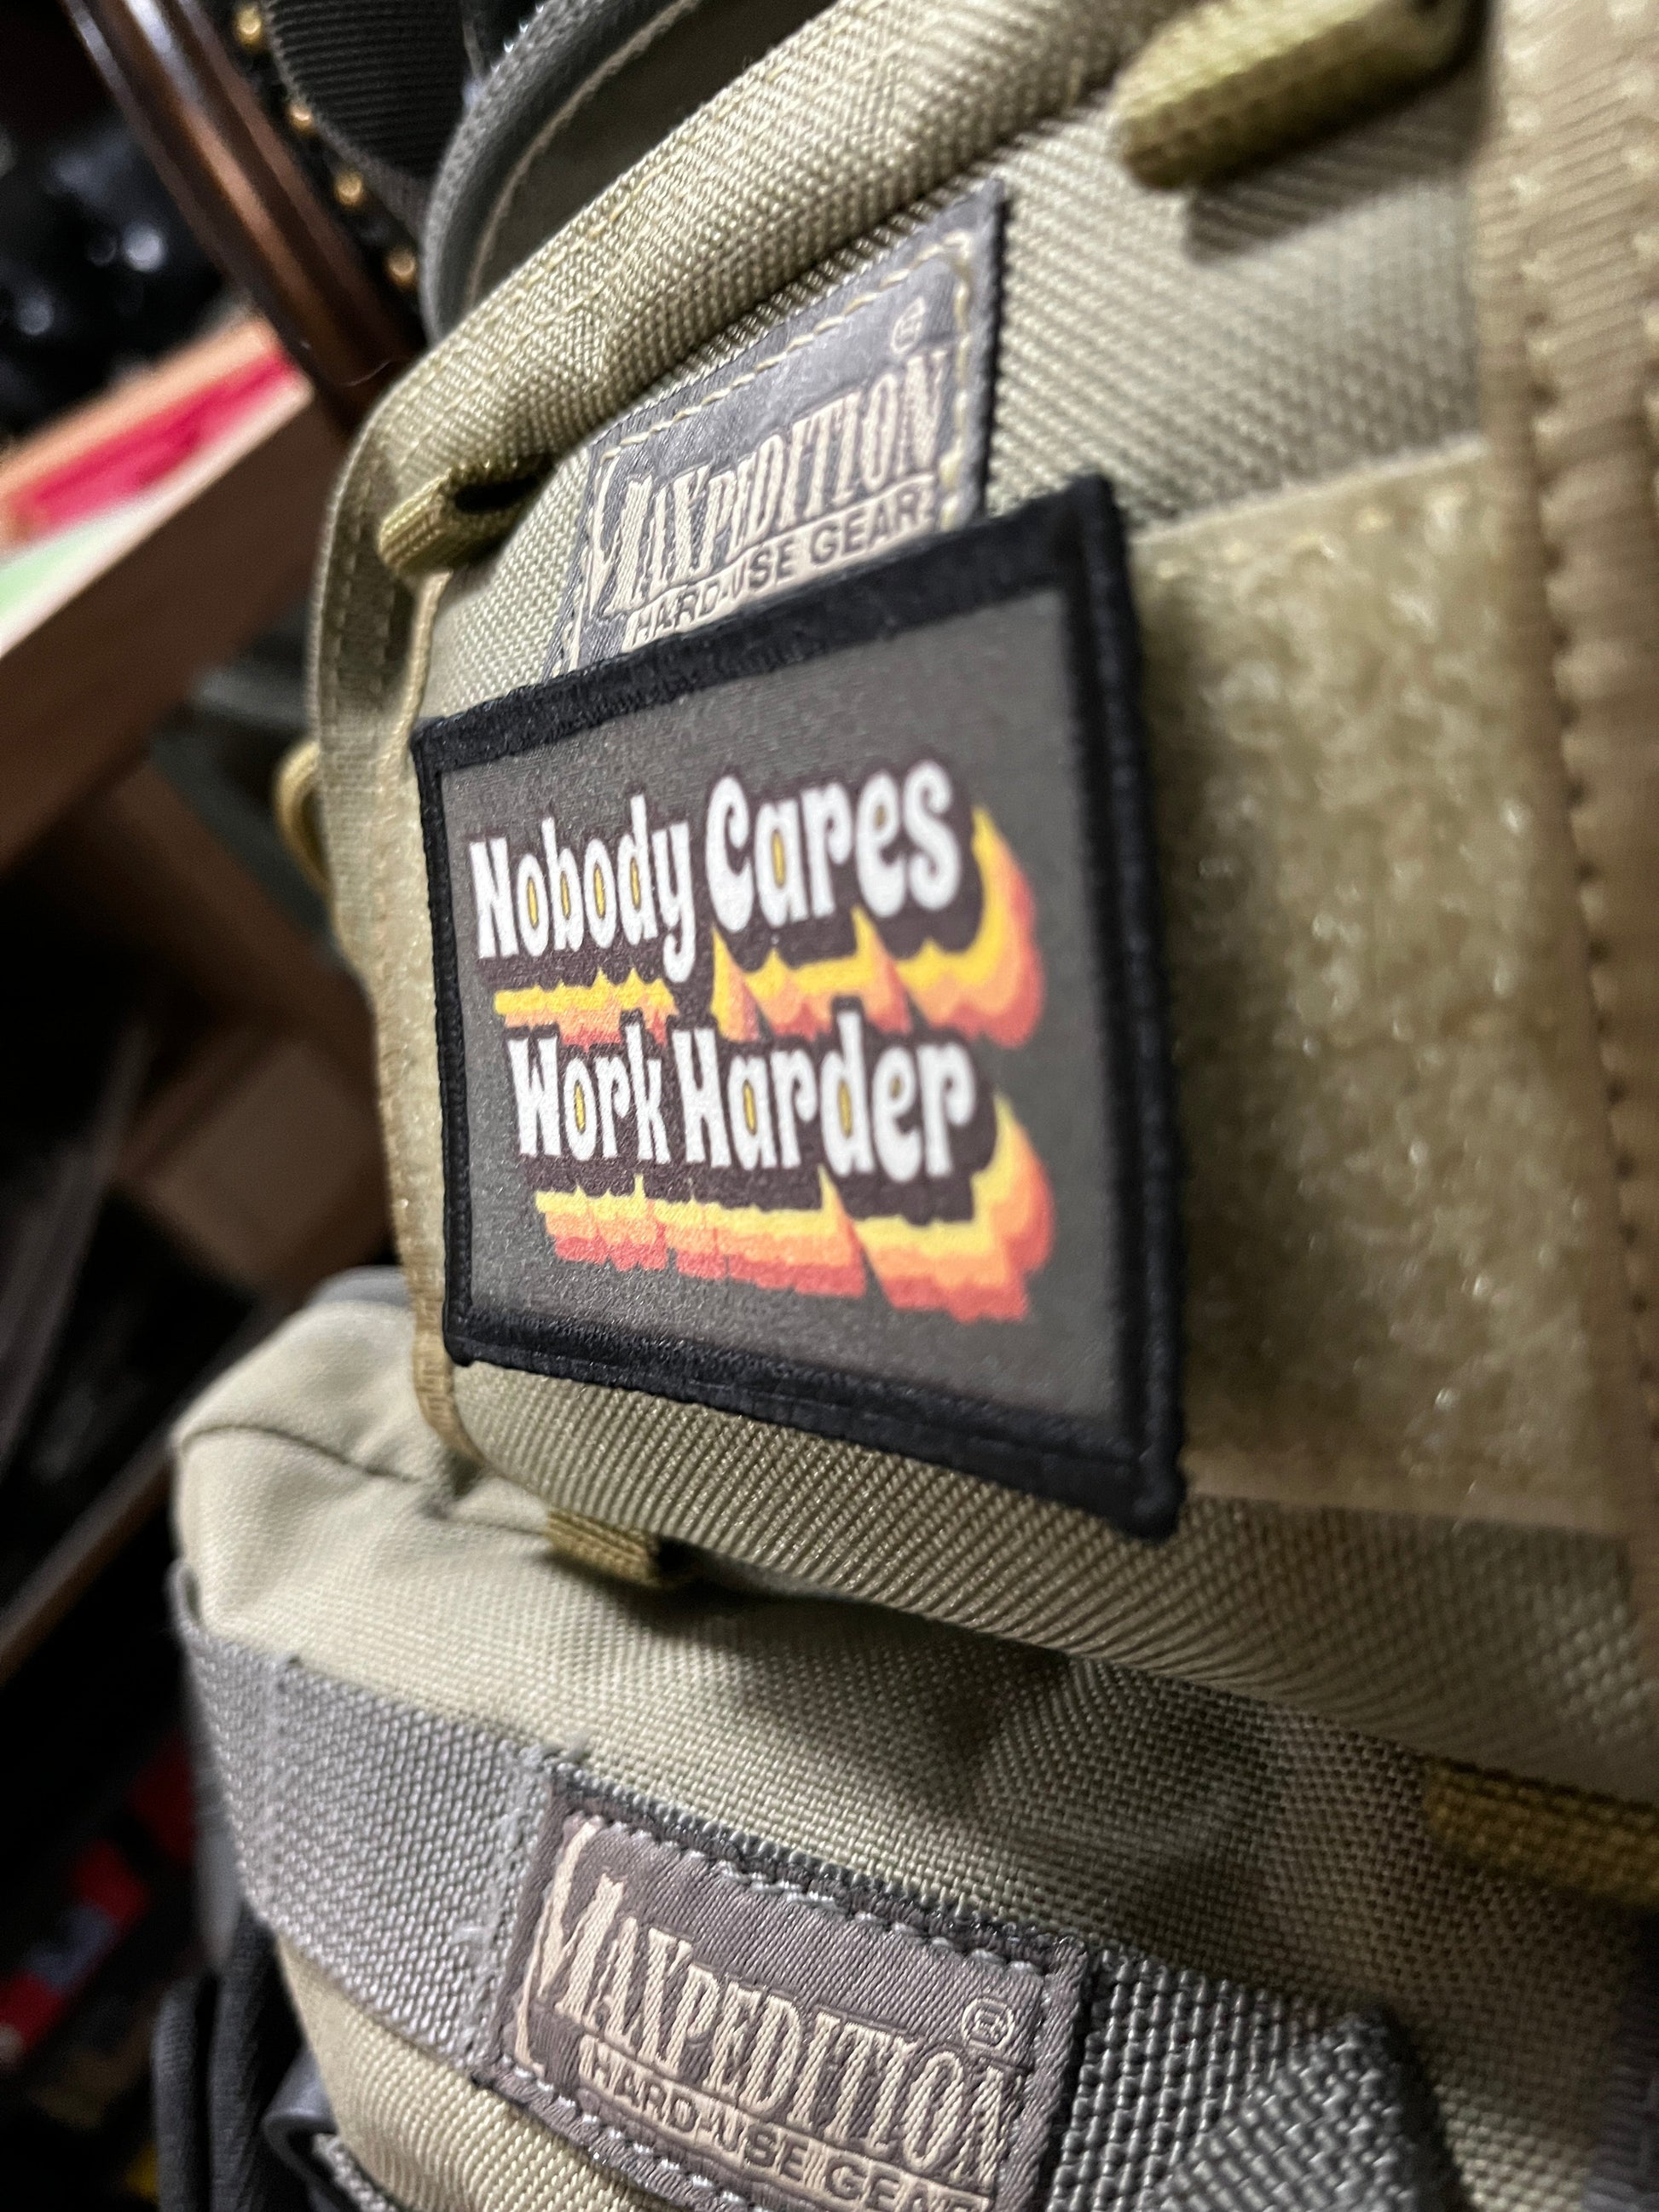 MAXPEDITION
®
HARD-USE GEAR
Nobody Cares
Work Harder
MAXPEDITION
®
HARD-USE GEAR